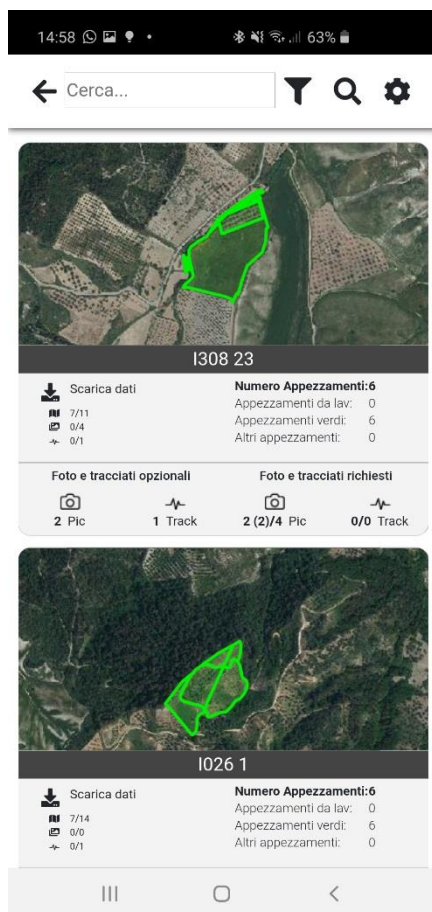 14:58 63%
Cerca...
I308 23
Scarica dati
7/11
0/4
0/1
Numero Appezzamenti:6
Appezzamenti da lav: 0
Appezzamenti verdi: 6
Altri appezzamenti: 0
Foto e tracciati opzionali
2 Pic 1 Track
Foto e tracciati richiesti
2 (2)/4 Pic 0/0 Track
I026 1
Scarica dati
7/14
0/0
0/1
Numero Appezzamenti:6
Appezzamenti da lav: 0
Appezzamenti verdi: 6
Altri appezzamenti: 0